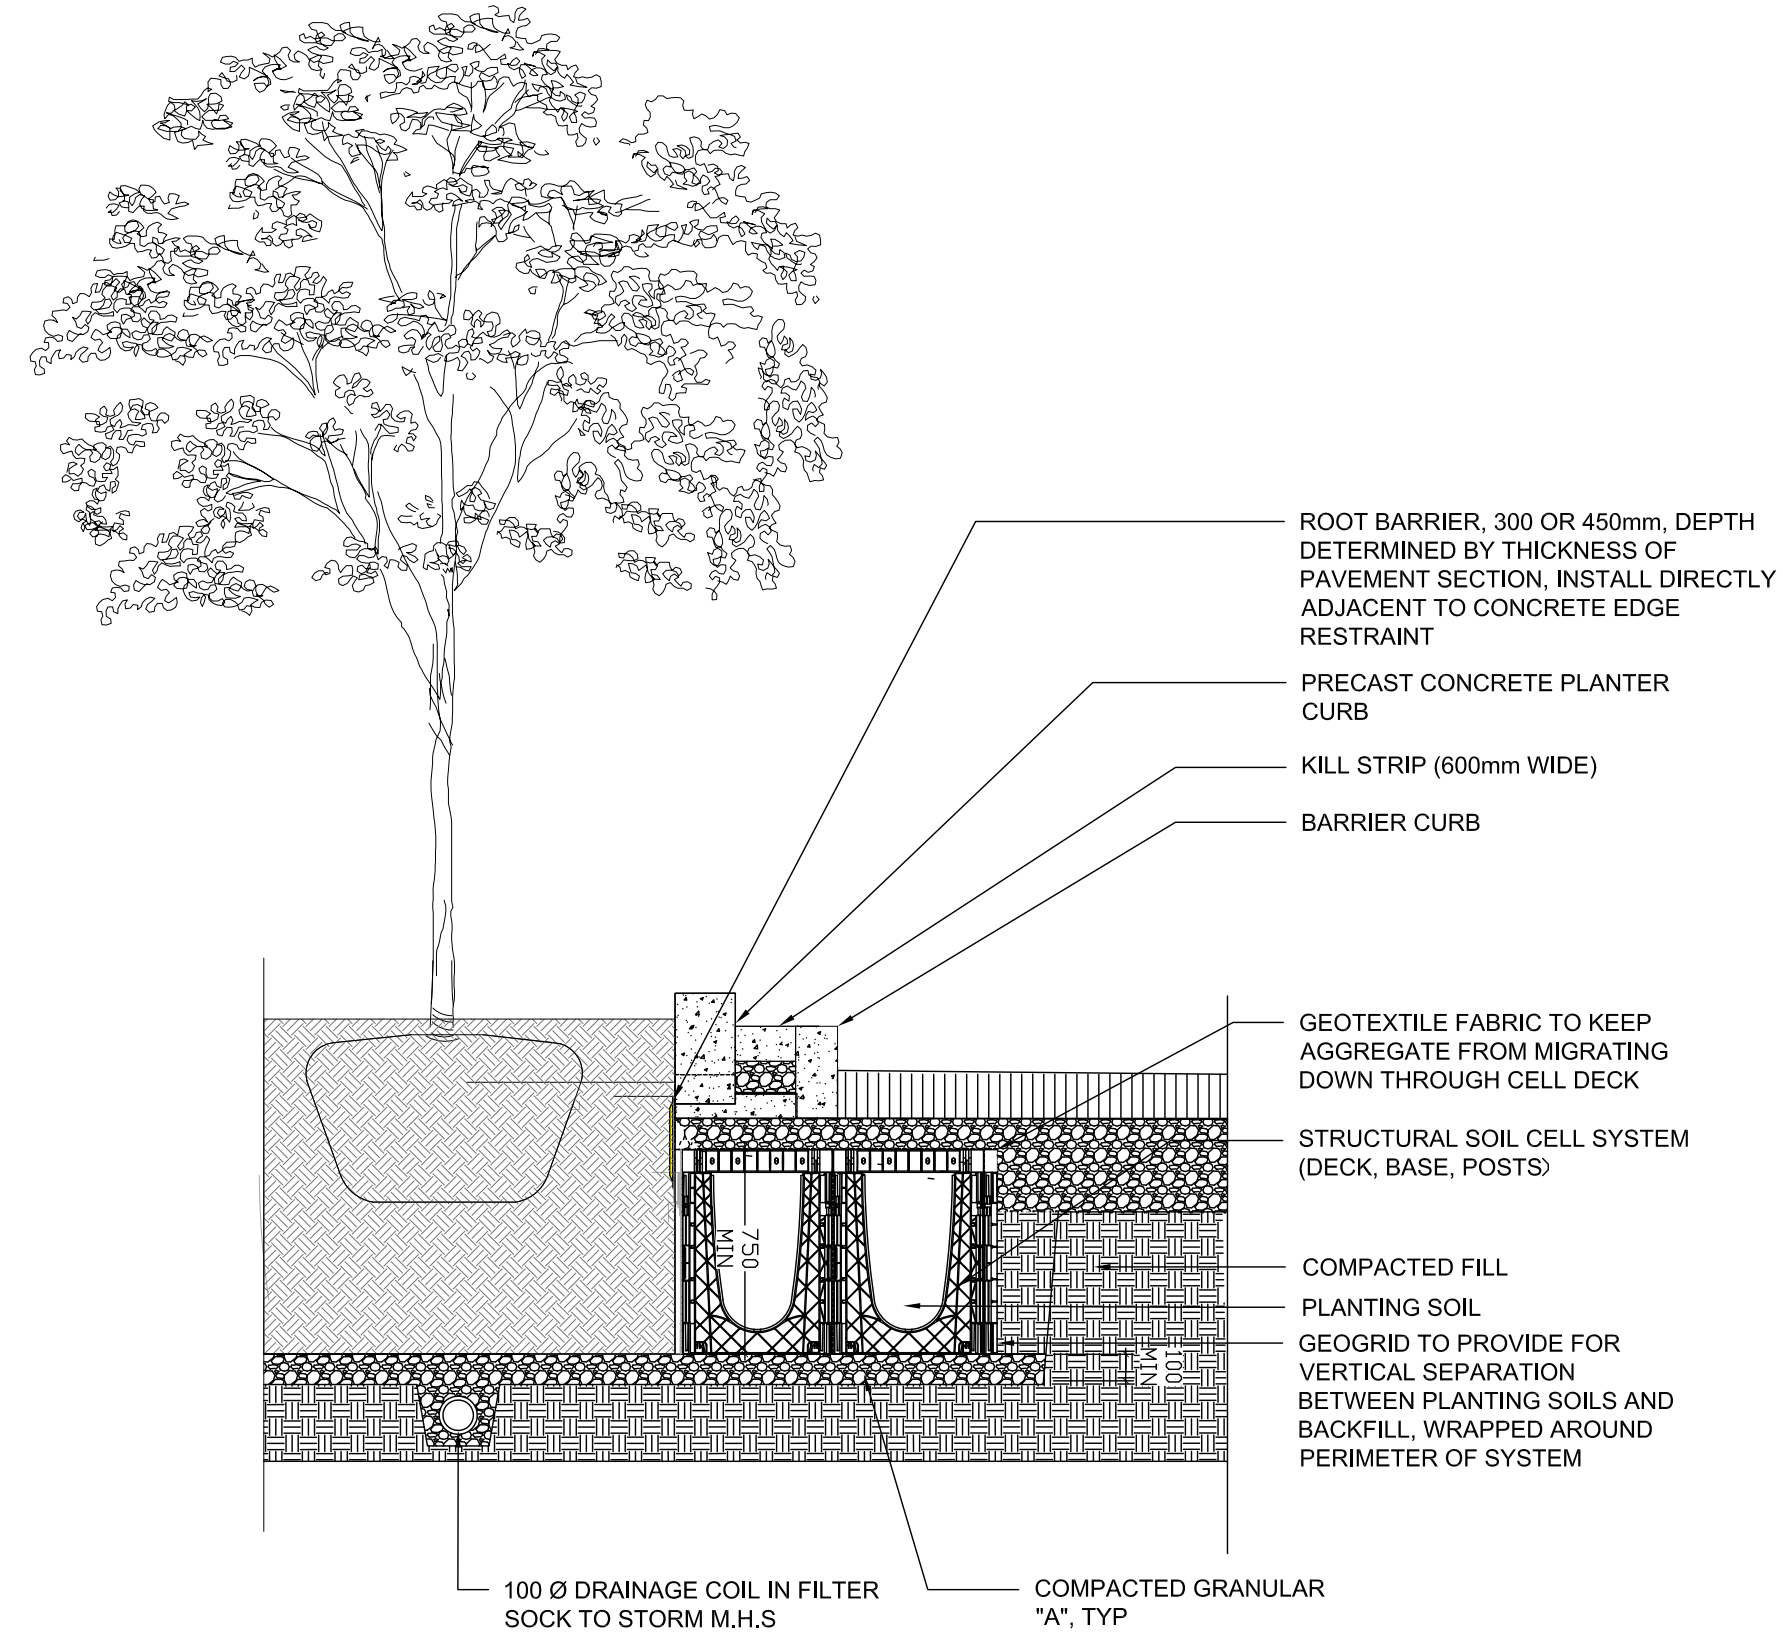 ROOT BARRIER, 300 OR 450mm, DEPTH
DETERMINED BY THICKNESS OF
PAVEMENT SECTION, INSTALL DIRECTLY
ADJACENT TO CONCRETE EDGE
RESTRAINT
PRECAST CONCRETE PLANTER
CURB
KILL STRIP (600mm WIDE)
BARRIER CURB
GEOTEXTILE FABRIC TO KEEP
AGGREGATE FROM MIGRATING
DOWN THROUGH CELL DECK
STRUCTURAL SOIL CELL SYSTEM
(DECK, BASE, POSTS)
COMPACTED FILL
PLANTING SOIL
GEOGRID TO PROVIDE FOR
VERTICAL SEPARATION
BETWEEN PLANTING SOILS AND
BACKFILL, WRAPPED AROUND
PERIMETER OF SYSTEM
750
MIN
100
MIN
100 Ø DRAINAGE COIL IN FILTER
SOCK TO STORM M.H.S
COMPACTED GRANULAR
"A", TYP